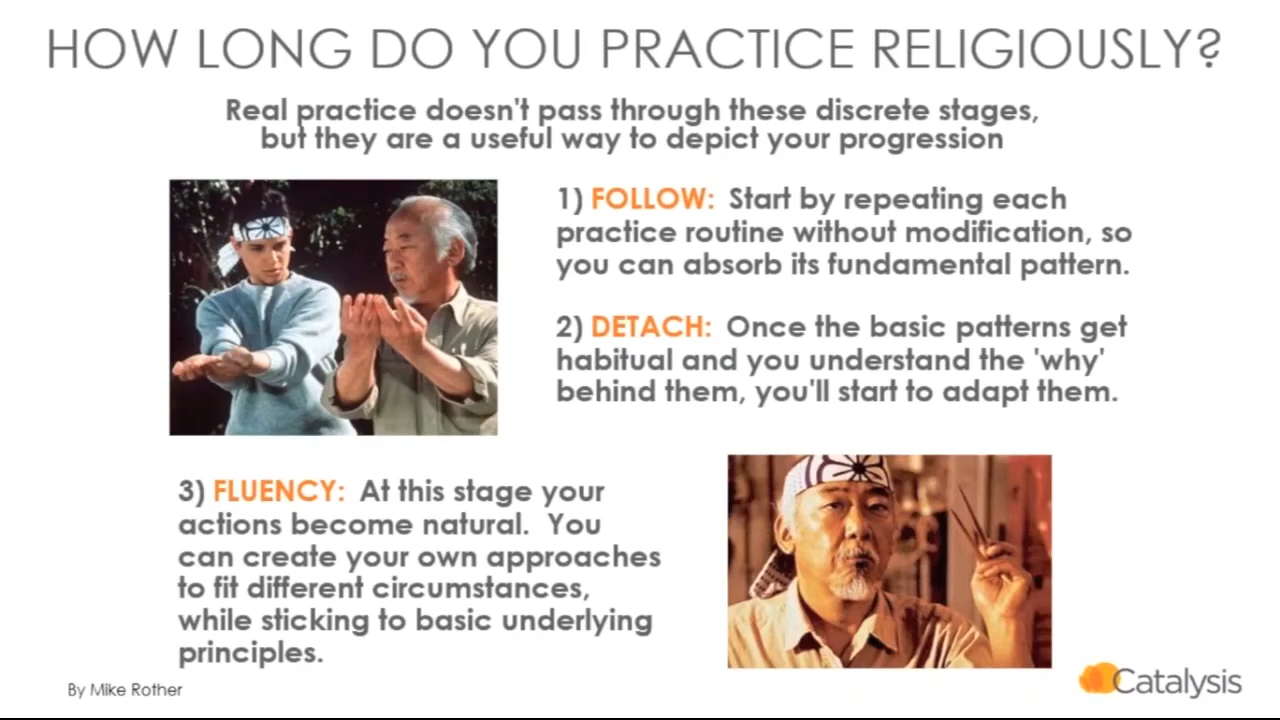 HOW LONG DO YOU PRACTICE RELIGIOUSLY?
Real practice doesn't pass through these discrete stages,
but they are a useful way to depict your progression
1) FOLLOW: Start by repeating each
practice routine without modification, so
you can absorb its fundamental pattern.
2) DETACH: Once the basic patterns get
habitual and you understand the 'why'
behind them, you'll start to adapt them.
3) FLUENCY: At this stage your
actions become natural. You
can create your own approaches
to fit different circumstances,
while sticking to basic underlying
principles.
By Mike Rother
Catalysis